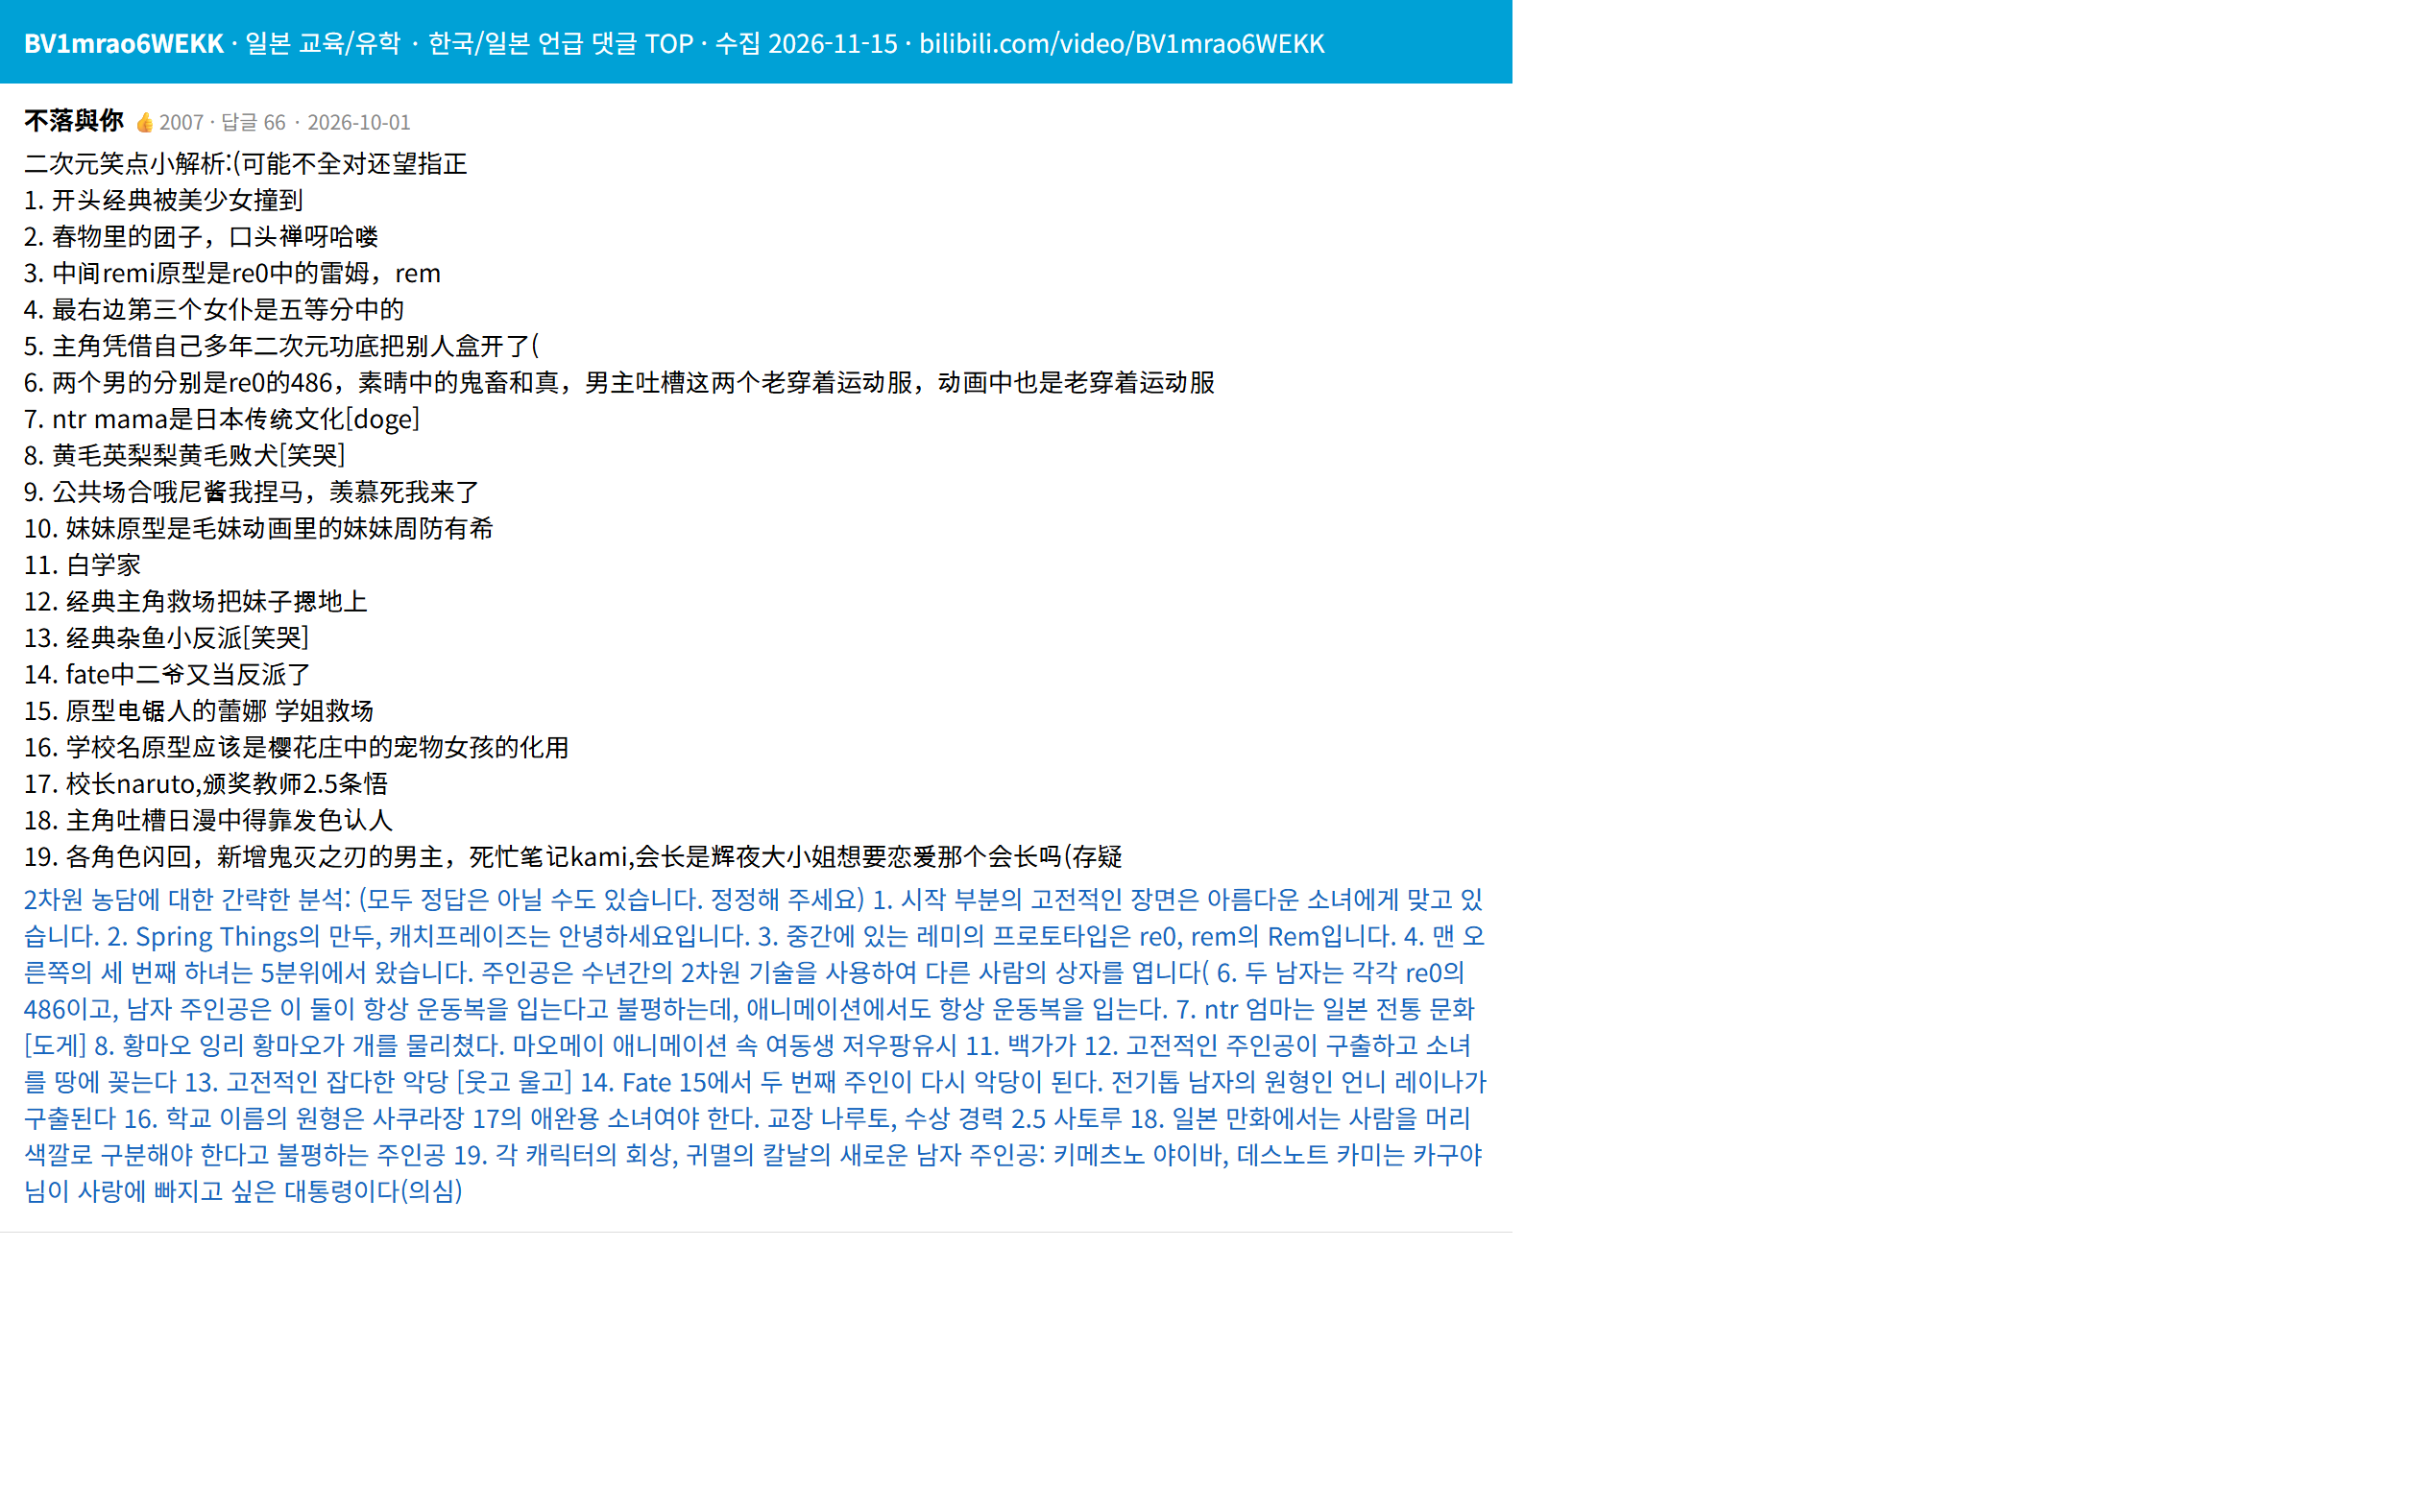 BV1mrao6WEKK · 일본 교육/유학 · 한국/일본 언급 댓글 TOP · 수집 2026-11-15 · bilibili.com/video/BV1mrao6WEKK
不落與你 👍 2007 · 답글 66 · 2026-10-01
二次元笑点小解析:(可能不全对还望指正
1. 开头经典被美少女撞到
2. 春物里的团子，口头禅呀哈喽
3. 中间remi原型是re0中的雷姆，rem
4. 最右边第三个女仆是五等分中的
5. 主角凭借自己多年二次元功底把别人盒开了(
6. 两个男的分别是re0的486，素晴中的鬼畜和真，男主吐槽这两个老穿着运动服，动画中也是老穿着运动服
7. ntr mama是日本传统文化[doge]
8. 黄毛英梨梨黄毛败犬[笑哭]
9. 公共场合哦尼酱我捏马，羡慕死我来了
10. 妹妹原型是毛妹动画里的妹妹周防有希
11. 白学家
12. 经典主角救场把妹子摁地上
13. 经典杂鱼小反派[笑哭]
14. fate中二爷又当反派了
15. 原型电锯人的蕾娜 学姐救场
16. 学校名原型应该是樱花庄中的宠物女孩的化用
17. 校长naruto,颁奖教师2.5条悟
18. 主角吐槽日漫中得靠发色认人
19. 各角色闪回，新增鬼灭之刃的男主，死忙笔记kami,会长是辉夜大小姐想要恋爱那个会长吗(存疑
2차원 농담에 대한 간략한 분석: (모두 정답은 아닐 수도 있습니다. 정정해 주세요) 1. 시작 부분의 고전적인 장면은 아름다운 소녀에게 맞고 있
습니다. 2. Spring Things의 만두, 캐치프레이즈는 안녕하세요입니다. 3. 중간에 있는 레미의 프로토타입은 re0, rem의 Rem입니다. 4. 맨 오
른쪽의 세 번째 하녀는 5분위에서 왔습니다. 주인공은 수년간의 2차원 기술을 사용하여 다른 사람의 상자를 엽니다( 6. 두 남자는 각각 re0의
486이고, 남자 주인공은 이 둘이 항상 운동복을 입는다고 불평하는데, 애니메이션에서도 항상 운동복을 입는다. 7. ntr 엄마는 일본 전통 문화
[도게] 8. 황마오 잉리 황마오가 개를 물리쳤다. 마오메이 애니메이션 속 여동생 저우팡유시 11. 백가가 12. 고전적인 주인공이 구출하고 소녀
를 땅에 꽂는다 13. 고전적인 잡다한 악당 [웃고 울고] 14. Fate 15에서 두 번째 주인이 다시 악당이 된다. 전기톱 남자의 원형인 언니 레이나가
구출된다 16. 학교 이름의 원형은 사쿠라장 17의 애완용 소녀여야 한다. 교장 나루토, 수상 경력 2.5 사토루 18. 일본 만화에서는 사람을 머리
색깔로 구분해야 한다고 불평하는 주인공 19. 각 캐릭터의 회상, 귀멸의 칼날의 새로운 남자 주인공: 키메츠노 야이바, 데스노트 카미는 카구야
님이 사랑에 빠지고 싶은 대통령이다(의심)